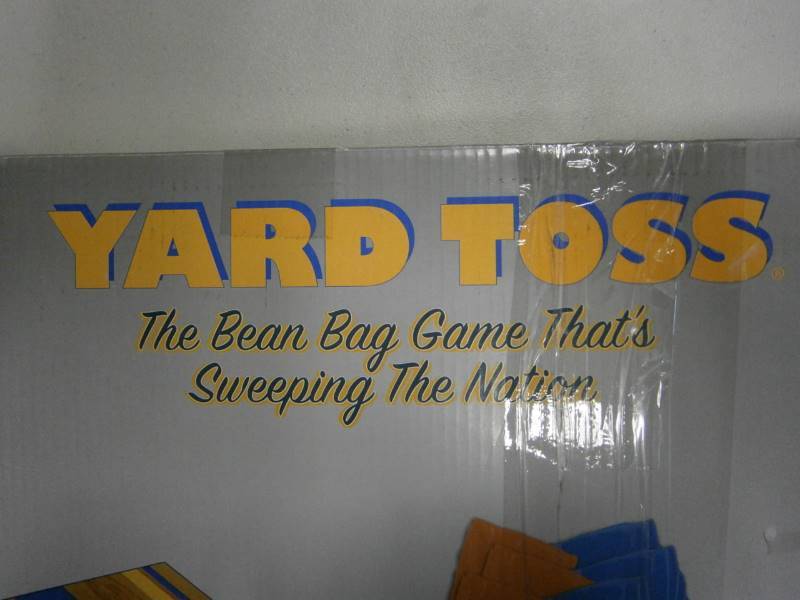 YARD TOSS®
The Bean Bag Game That's
Sweeping The Nation